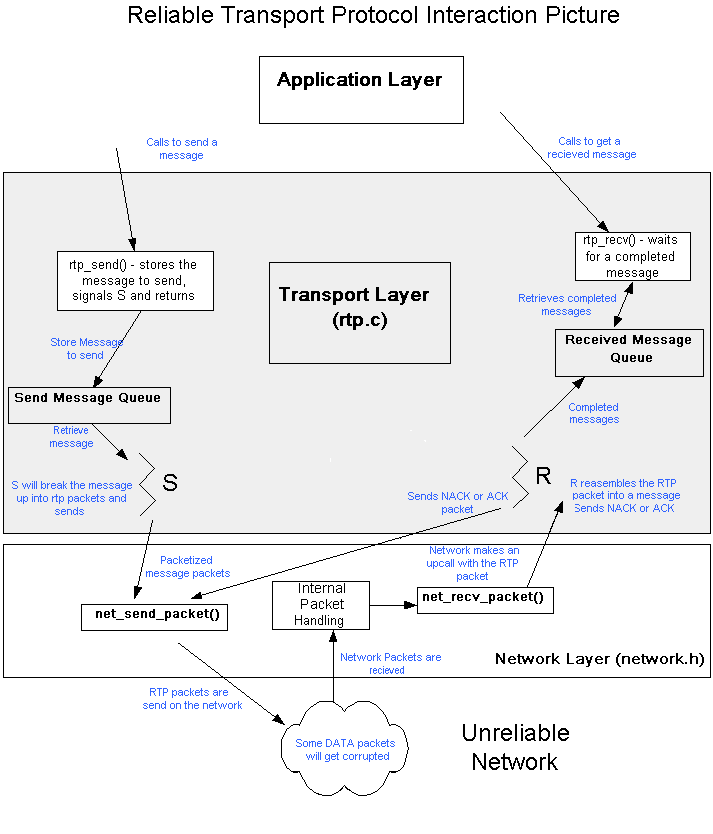 Reliable Transport Protocol Interaction Picture
Application Layer
Calls to send a
message
Calls to get a
recieved message
rtp_send() - stores the
message to send,
signals S and returns
rtp_recv() - waits
for a completed
message
Transport Layer
(rtp.c)
Retrieves completed
messages
Store Message
to send
Received Message
Queue
Send Message Queue
Completed
messages
Retrieve
message
S will break the message
up into rtp packets and
sends
S
Sends NACK or ACK
packet
R
R reasembles the RTP
packet into a message
Sends NACK or ACK
Packetized
message packets
Network makes an
upcall with the RTP
packet
net_send_packet()
Internal
Packet
Handling
net_recv_packet()
Network Packets are
recieved
Network Layer (network.h)
RTP packets are
send on the network
Some DATA packets
will get corrupted
Unreliable
Network